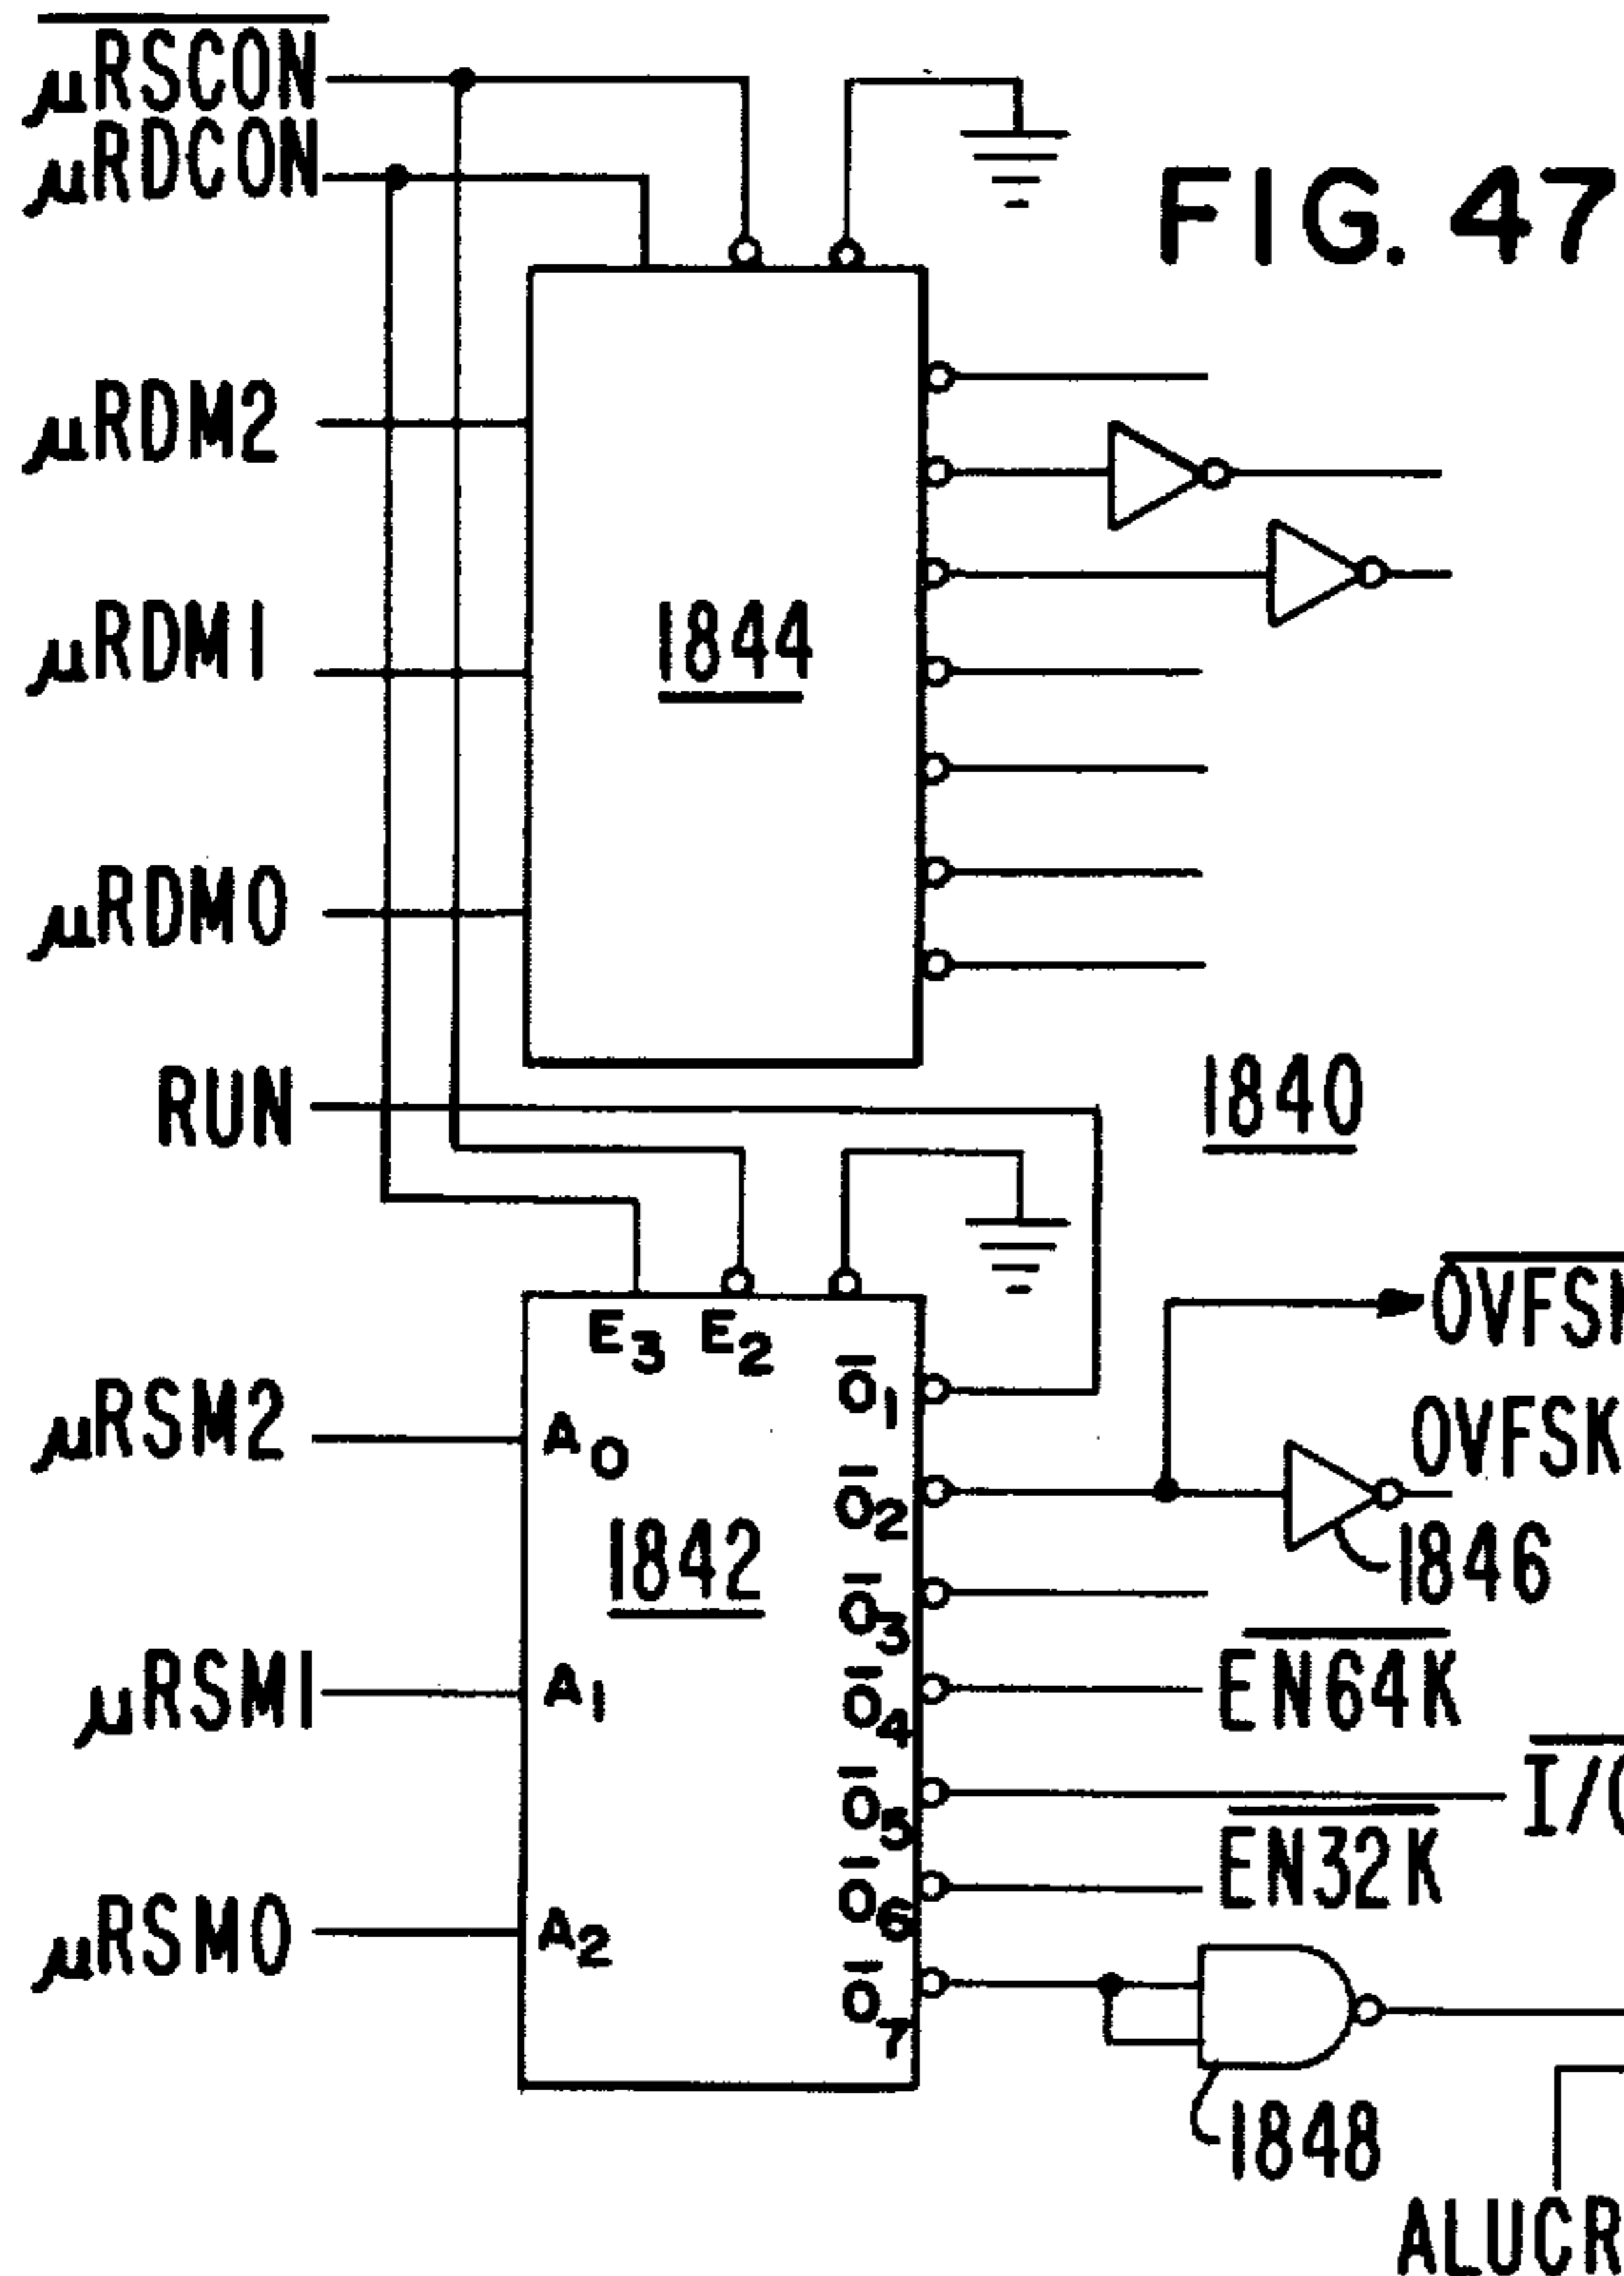 μRSCON
μRDCON
FIG. 47
μRDM2
μRDM1
1844
μRDM0
RUN
1840
E3 E2
Ō1
μRSM2
A0
OVFSK
Ō2
1842
1846
Ō3
μRSM1
A1
EN64K
Ō4
Ō5
EN32K
Ō6
μRSM0
A2
Ō7
1848